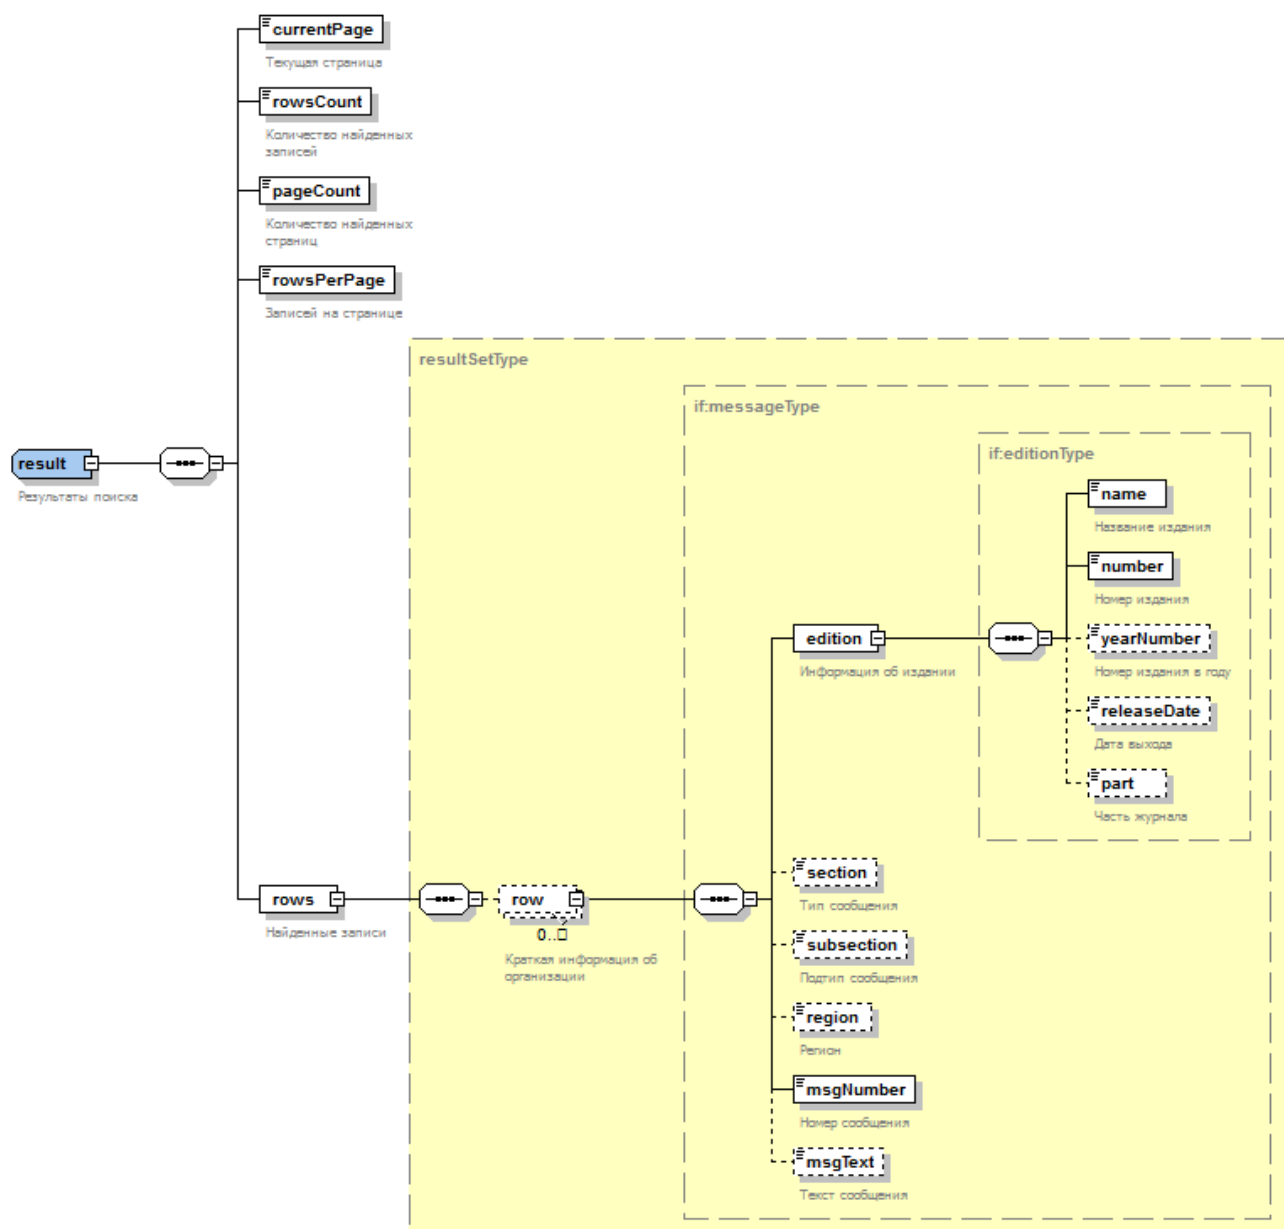 currentPage
Текущая страница
rowsCount
Количество найденных
записей
pageCount
Количество найденных
страниц
rowsPerPage
Записей на странице
resultSetType
if:messageType
if:editionType
result
Результаты поиска
name
Название издания
number
Номер издания
edition
Информация об издании
yearNumber
Номер издания в году
releaseDate
Дата выхода
part
Часть журнала
rows
Найденные записи
row
0..□
Краткая информация об
организации
section
Тип сообщения
subsection
Подтип сообщения
region
Регион
msgNumber
Номер сообщения
msgText
Текст сообщения